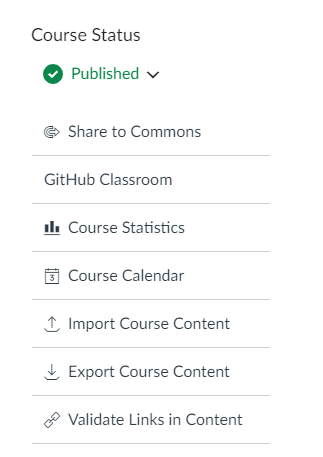 Course Status
Published
Share to Commons
GitHub Classroom
Course Statistics
3 Course Calendar
Import Course Content
Export Course Content
Validate Links in Content